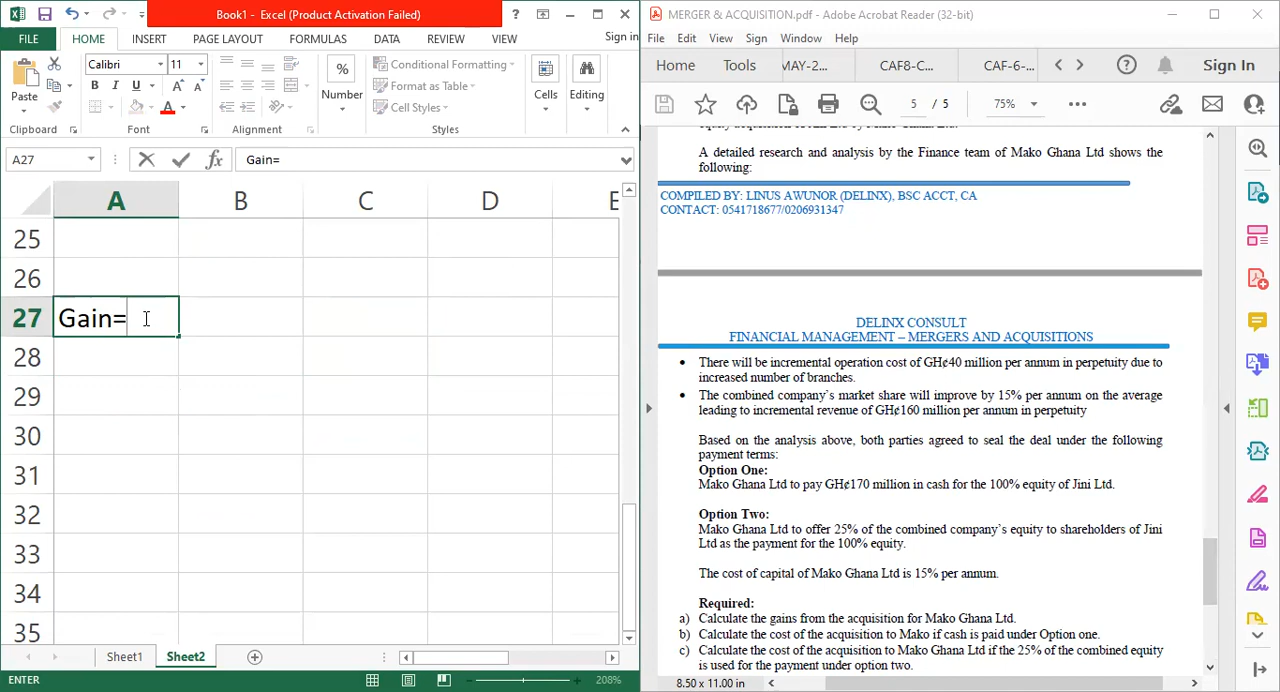 Book1 - Excel (Product Activation Failed)
FILE HOME INSERT PAGE LAYOUT FORMULAS DATA REVIEW VIEW Sign in
Paste
Calibri 11
B I U
A A
A
%
Number
Conditional Formatting
Format as Table
Cell Styles
Cells
Editing
Clipboard Font Alignment Styles
A27 fx Gain=
A B C D E
25
26
27 Gain=
28
29
30
31
32
33
34
35
Sheet1 Sheet2
ENTER 208%
MERGER & ACQUISITION.pdf - Adobe Acrobat Reader (32-bit)
File Edit View Sign Window Help
Home Tools MAY-2... CAF8-C... CAF-6-... Sign In
5 / 5 75%
A detailed research and analysis by the Finance team of Mako Ghana Ltd shows the
following:
COMPILED BY: LINUS AWUNOR (DELINX), BSC ACCT, CA
CONTACT: 0541718677/0206931347
DELINX CONSULT
FINANCIAL MANAGEMENT – MERGERS AND ACQUISITIONS
• There will be incremental operation cost of GH¢40 million per annum in perpetuity due to
increased number of branches.
• The combined company's market share will improve by 15% per annum on the average
leading to incremental revenue of GH¢160 million per annum in perpetuity
Based on the analysis above, both parties agreed to seal the deal under the following
payment terms:
Option One:
Mako Ghana Ltd to pay GH¢170 million in cash for the 100% equity of Jini Ltd.
Option Two:
Mako Ghana Ltd to offer 25% of the combined company's equity to shareholders of Jini
Ltd as the payment for the 100% equity.
The cost of capital of Mako Ghana Ltd is 15% per annum.
Required:
a) Calculate the gains from the acquisition for Mako Ghana Ltd.
b) Calculate the cost of the acquisition to Mako if cash is paid under Option one.
c) Calculate the cost of the acquisition to Mako Ghana Ltd if the 25% of the combined equity
is used for the payment under option two.
8.50 x 11.00 in